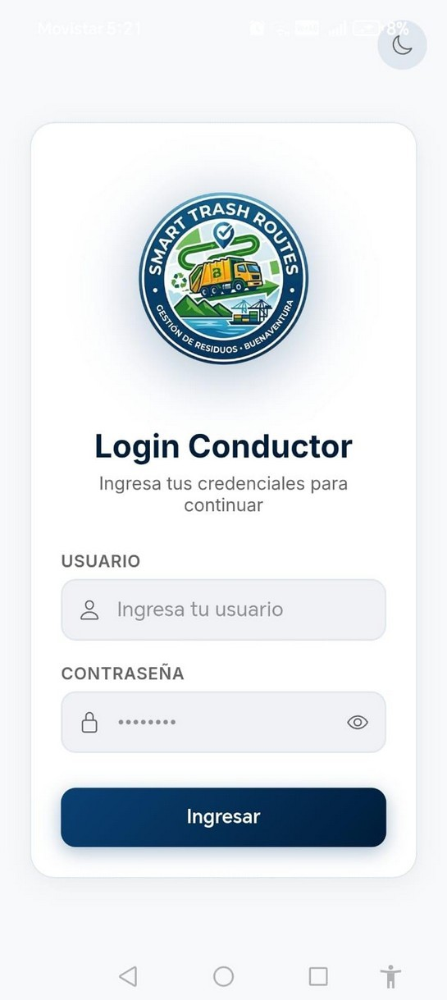 Movistar 5:21
8%
SMART TRASH ROUTES
GESTIÓN DE RESIDUOS • BUENAVENTURA
Login Conductor
Ingresa tus credenciales para
continuar
USUARIO
Ingresa tu usuario
CONTRASEÑA
••••••••
Ingresar